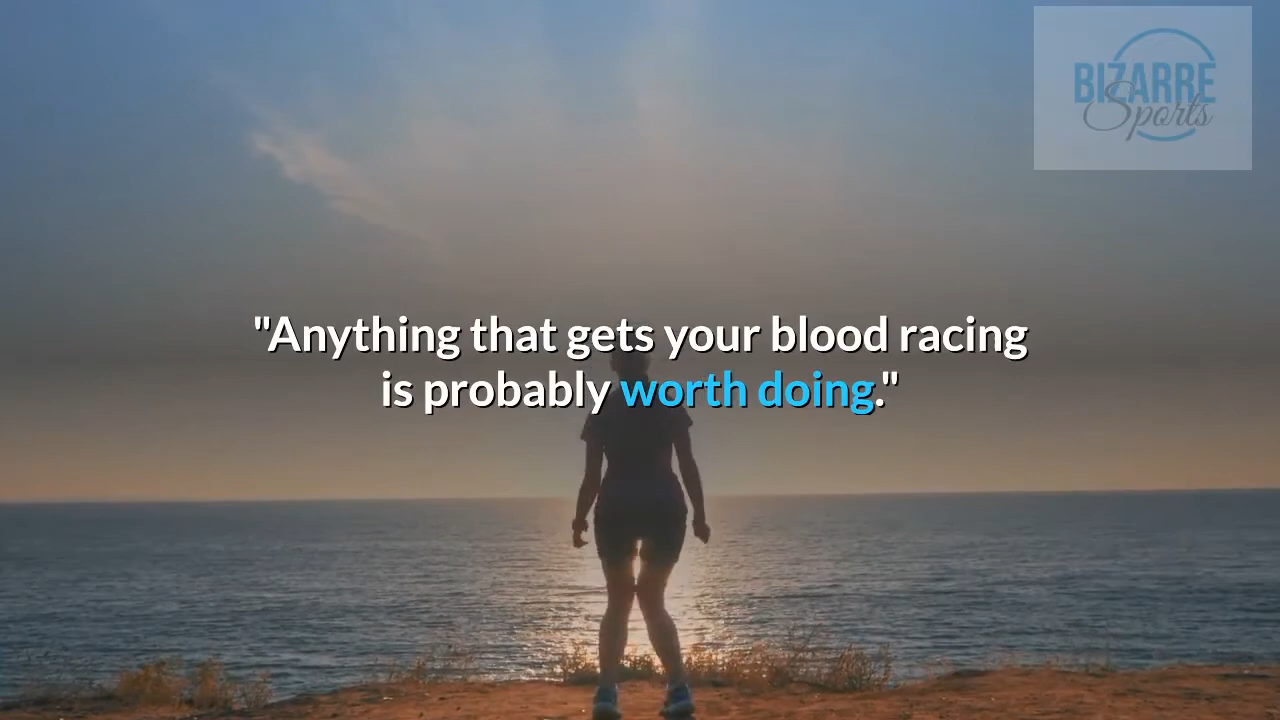 BIZARRE
Sports
"Anything that gets your blood racing
is probably worth doing."